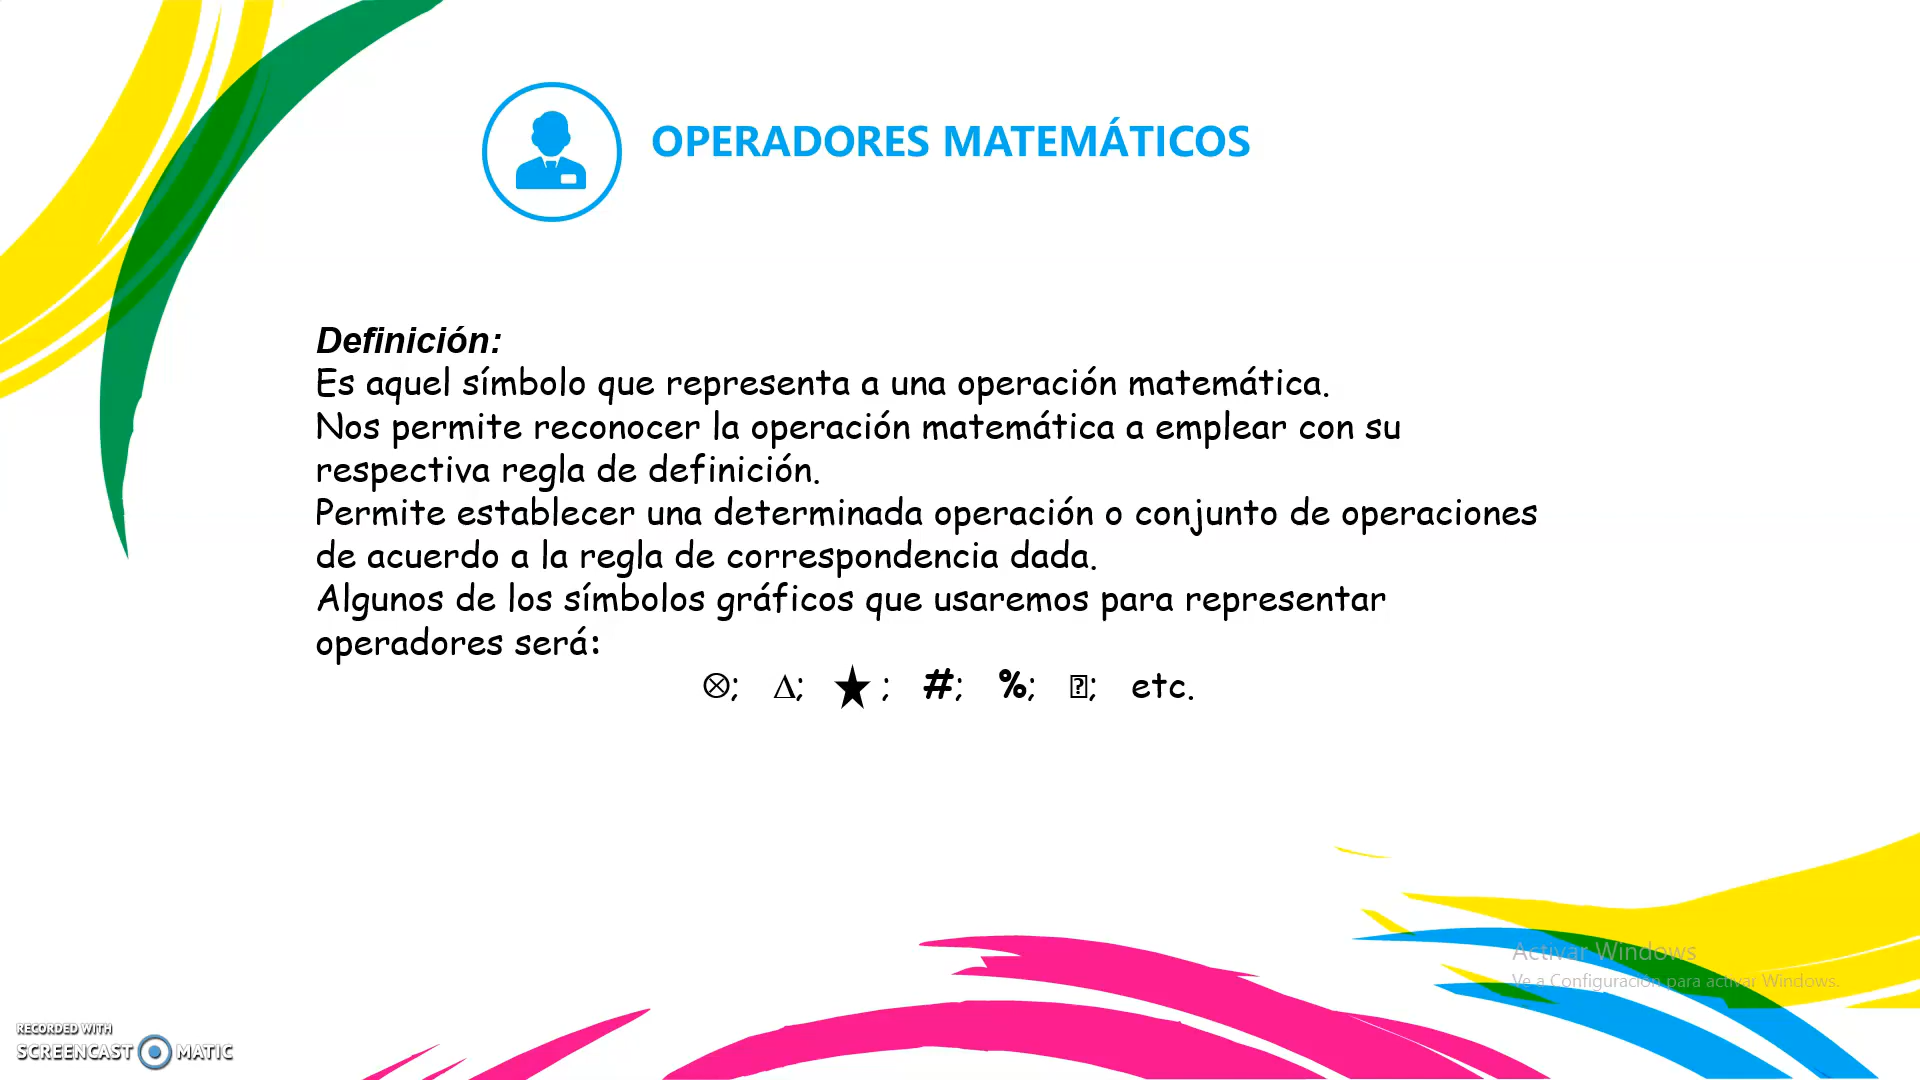 OPERADORES MATEMÁTICOS
Definición:
Es aquel símbolo que representa a una operación matemática.
Nos permite reconocer la operación matemática a emplear con su
respectiva regla de definición.
Permite establecer una determinada operación o conjunto de operaciones
de acuerdo a la regla de correspondencia dada.
Algunos de los símbolos gráficos que usaremos para representar
operadores será:
⊗; ∆; ★ ; #; %; ⍰; etc.
Activar Windows
Ve a Configuración para activar Windows.
RECORDED WITH
SCREENCAST MATIC